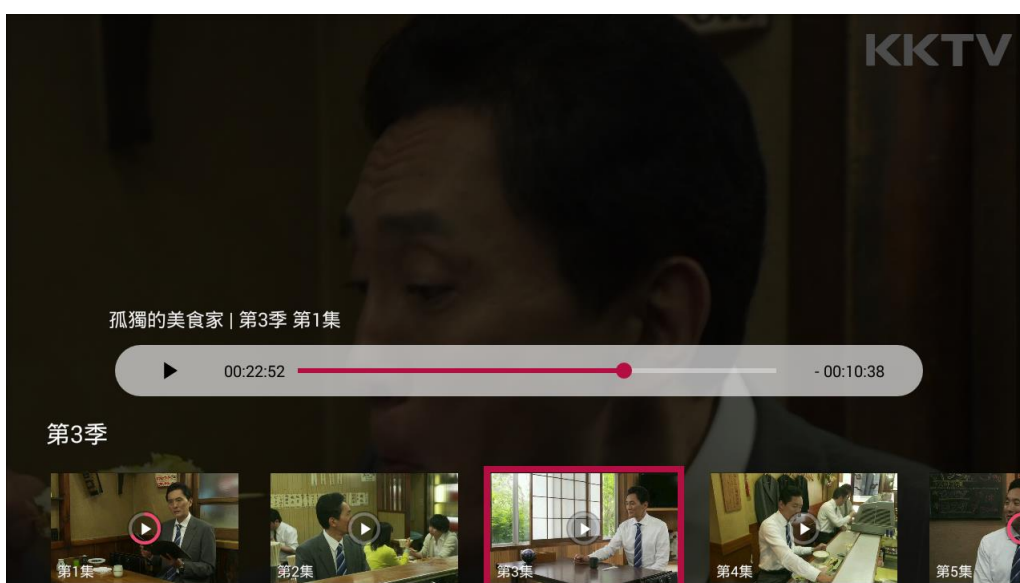 KKTV
孤獨的美食家 | 第3季 第1集
00:22:52
- 00:10:38
第3季
第1集
第2集
第3集
第4集
第5集